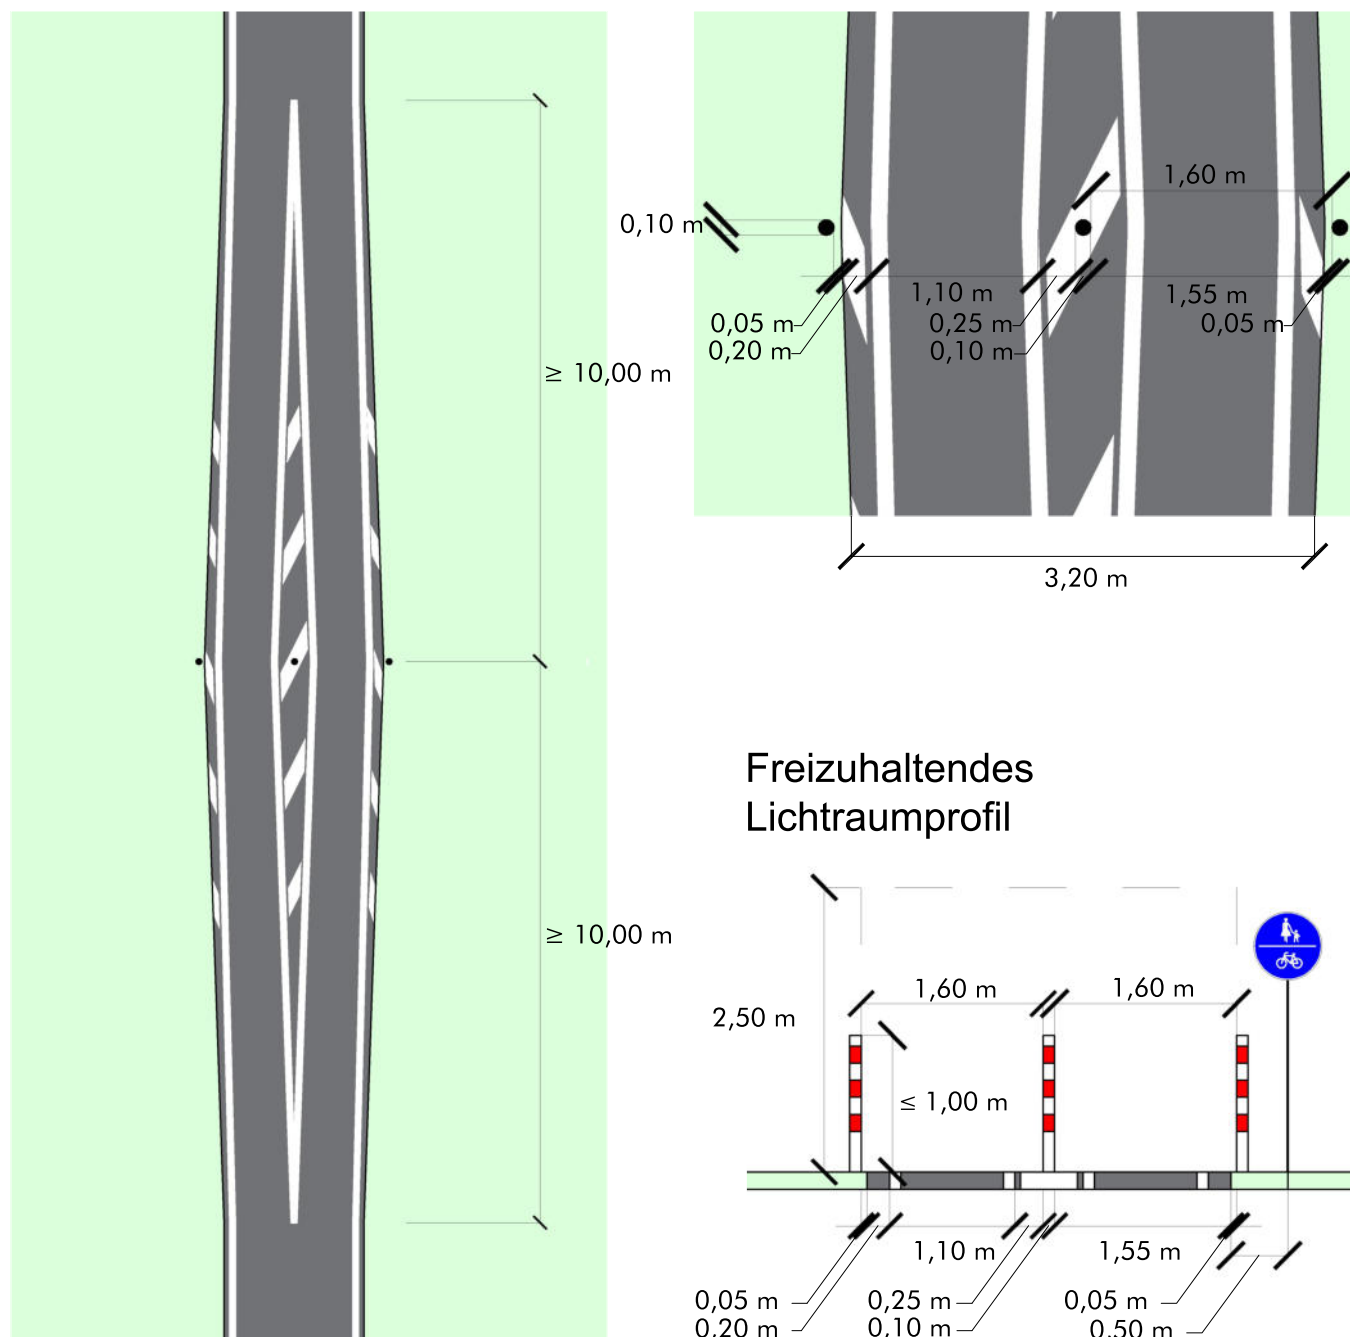 ≥ 10,00 m
≥ 10,00 m
1,60 m
0,10 m
1,10 m
1,55 m
0,05 m
0,25 m
0,05 m
0,20 m
0,10 m
3,20 m
Freizuhaltendes
Lichtraumprofil
1,60 m
1,60 m
2,50 m
≤ 1,00 m
1,10 m
1,55 m
0,05 m
0,25 m
0,05 m
0,20 m
0,10 m
0,50 m